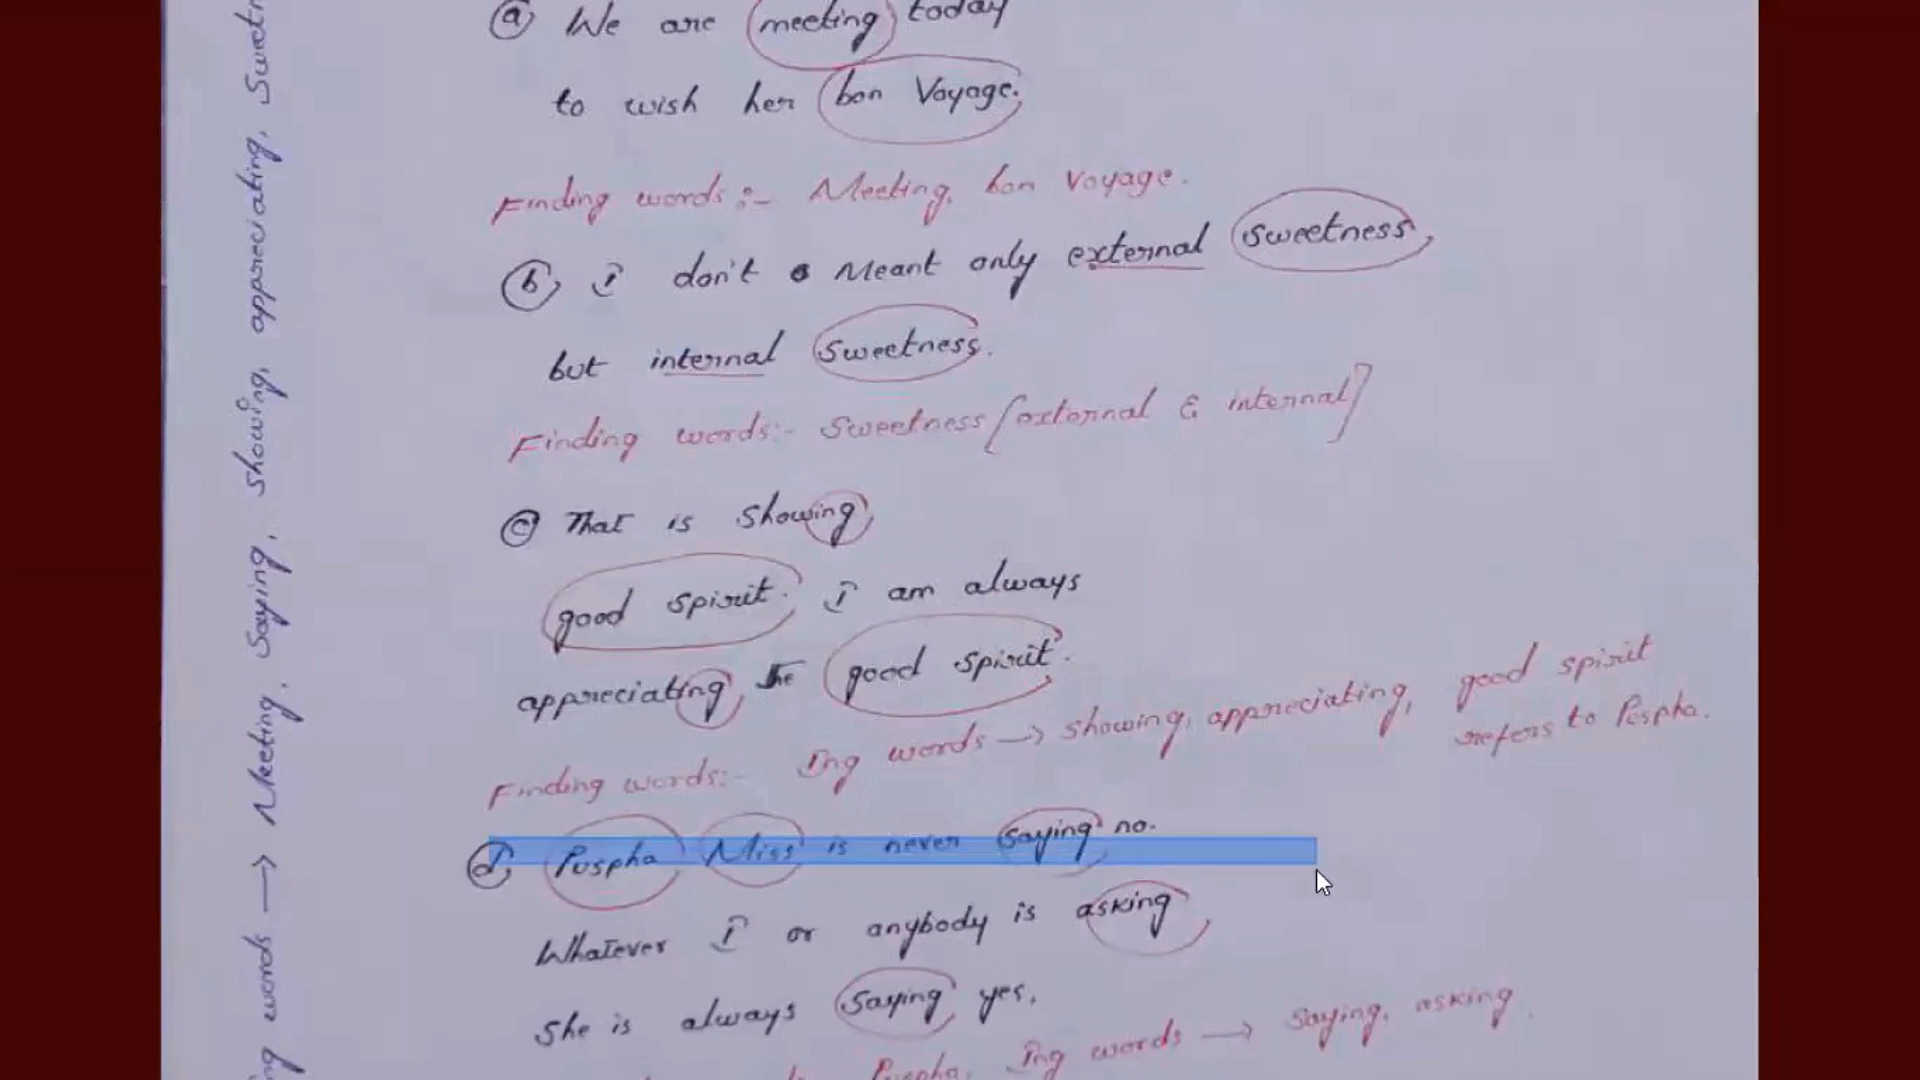 ⓐ We are meeting today
to wish her bon Voyage.
Finding words:- Meeting, bon Voyage.
ⓑ I don't Meant only external sweetness,
but internal sweetness.
Finding words:- Sweetness [external & internal]
ⓒ That is showing
good spirit. I am always
appreciating the good spirit.
Finding words:- Ing words → showing, appreciating, good spirit
refers to Puspha.
ⓓ Puspha Miss is never saying no.
Whatever I or anybody is asking
She is always saying yes.
Puspha, Ing words → saying, asking
words → Meeting, Saying, showing, appreciating,